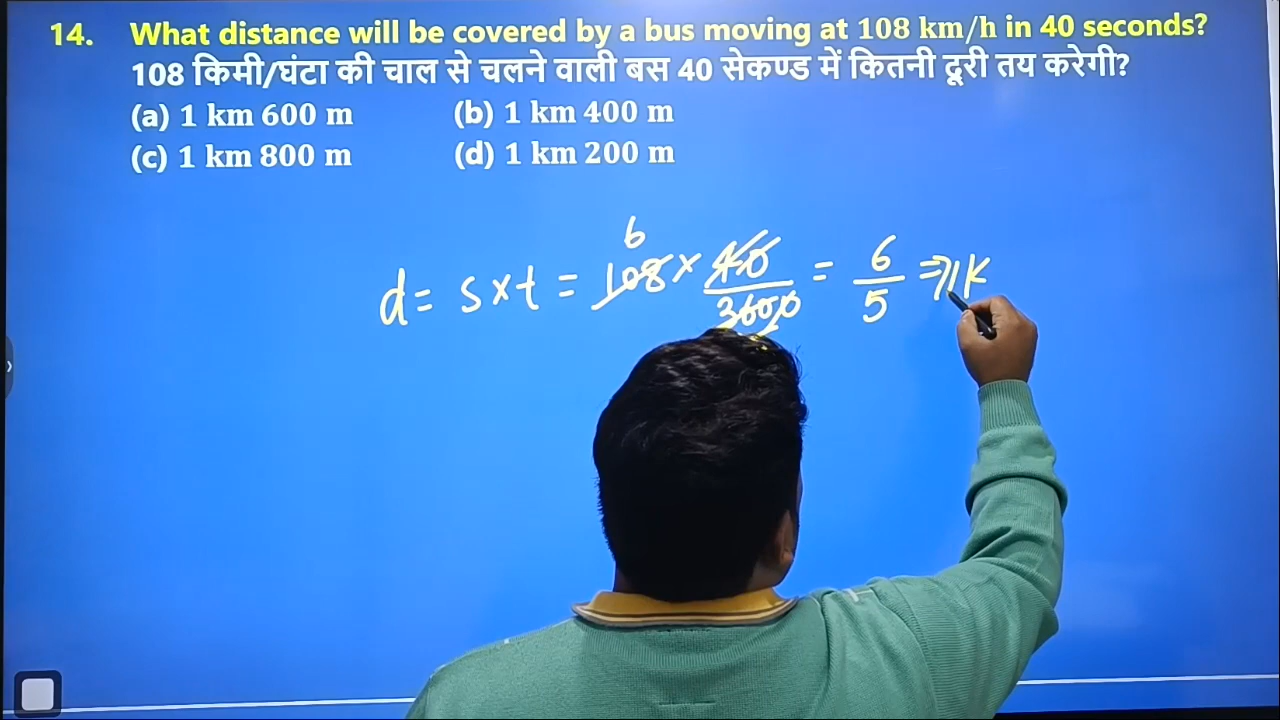 14. What distance will be covered by a bus moving at 108 km/h in 40 seconds?
108 किमी/घंटा की चाल से चलने वाली बस 40 सेकण्ड में कितनी दूरी तय करेगी?
(a) 1 km 600 m (b) 1 km 400 m
(c) 1 km 800 m (d) 1 km 200 m
6
d = s × t = 108 × 40/3600 = 6/5 ⇒ 1K